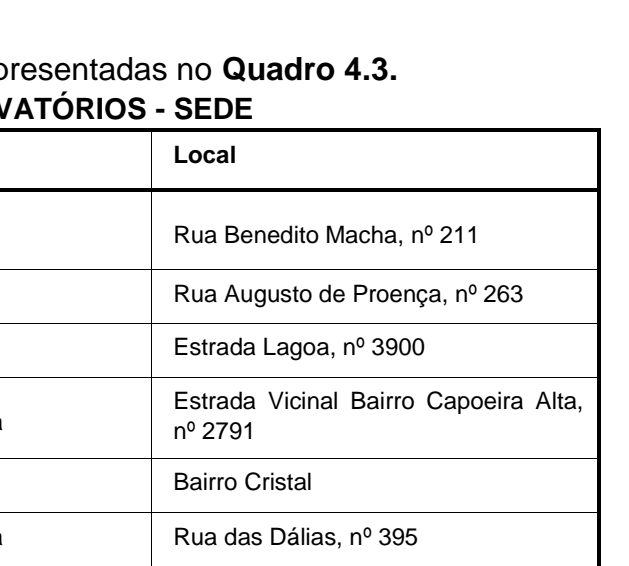 presentadas no Quadro 4.3.
VATÓRIOS - SEDE
Local
Rua Benedito Macha, nº 211
Rua Augusto de Proença, nº 263
Estrada Lagoa, nº 3900
Estrada Vicinal Bairro Capoeira Alta,
nº 2791
Bairro Cristal
Rua das Dálias, nº 395